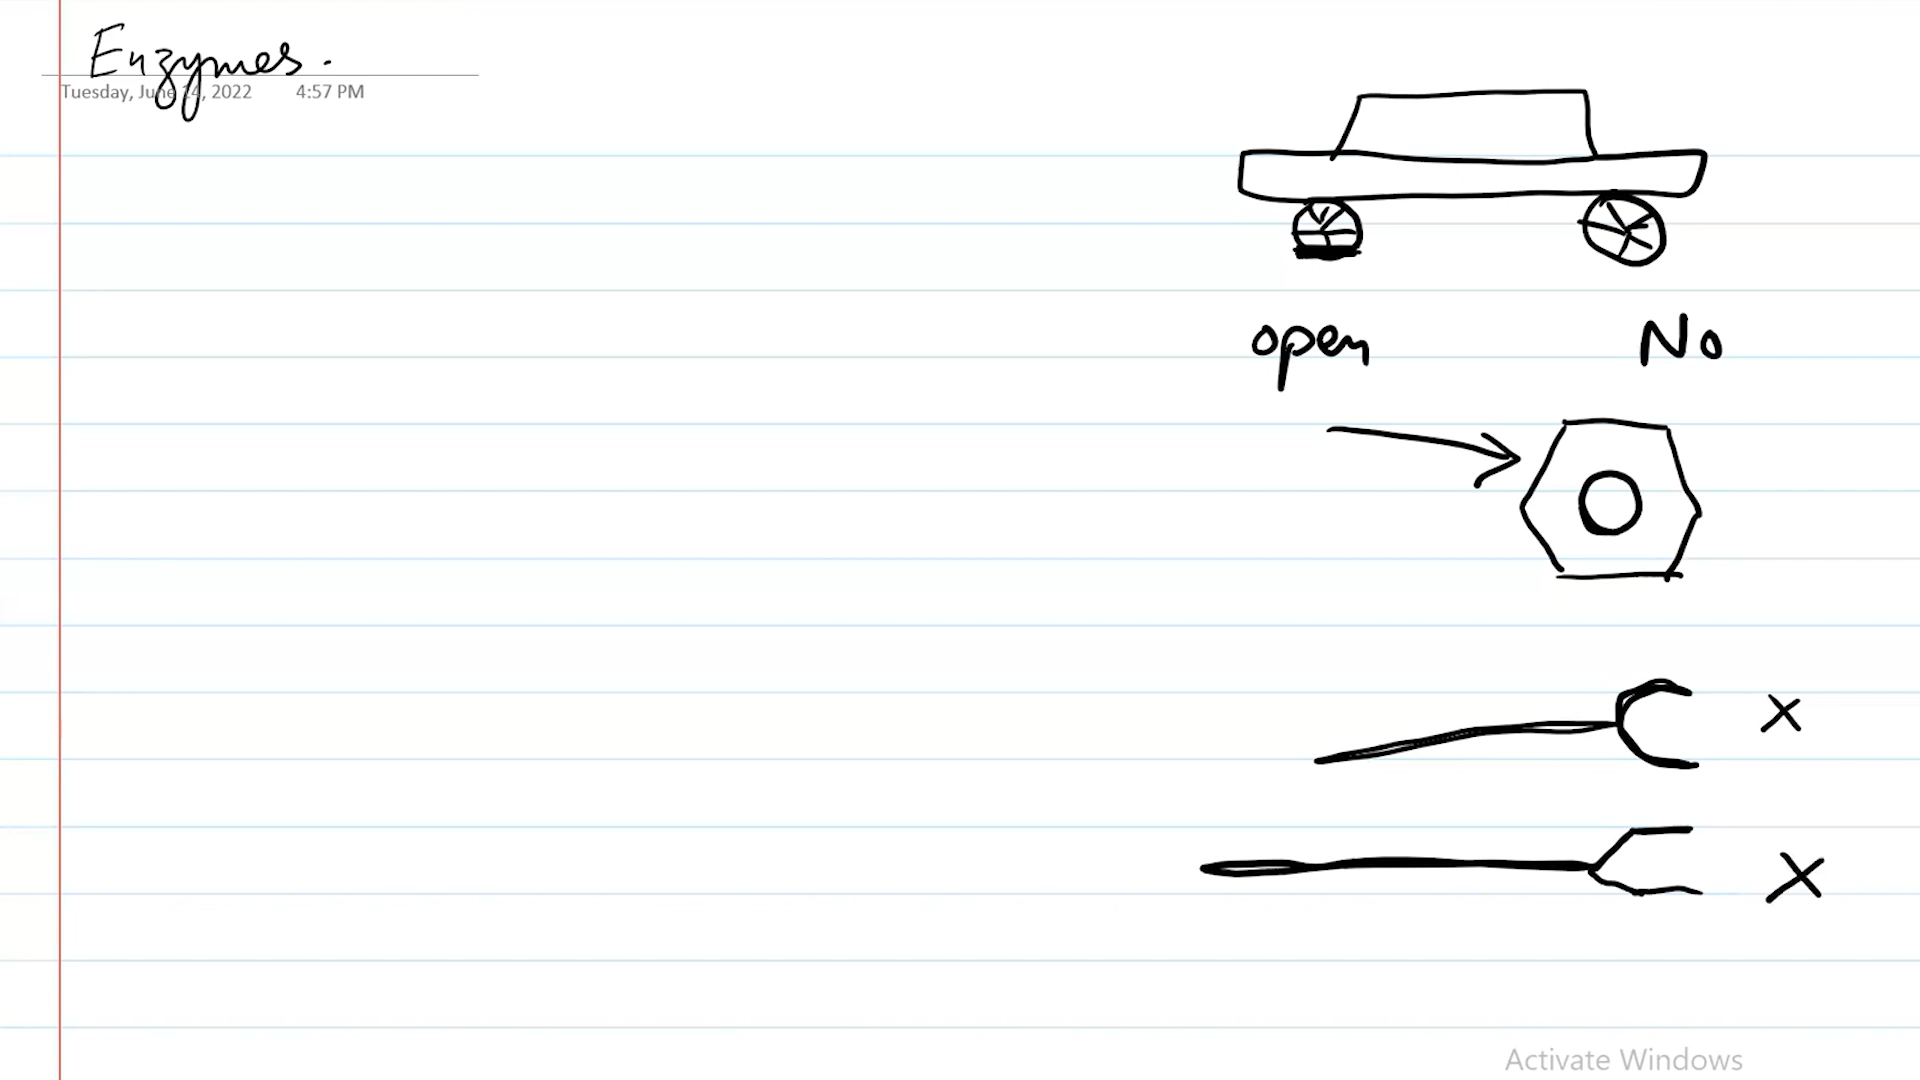 Enzymes.
Tuesday, June 14, 2022 4:57 PM
open No
X
X
Activate Windows